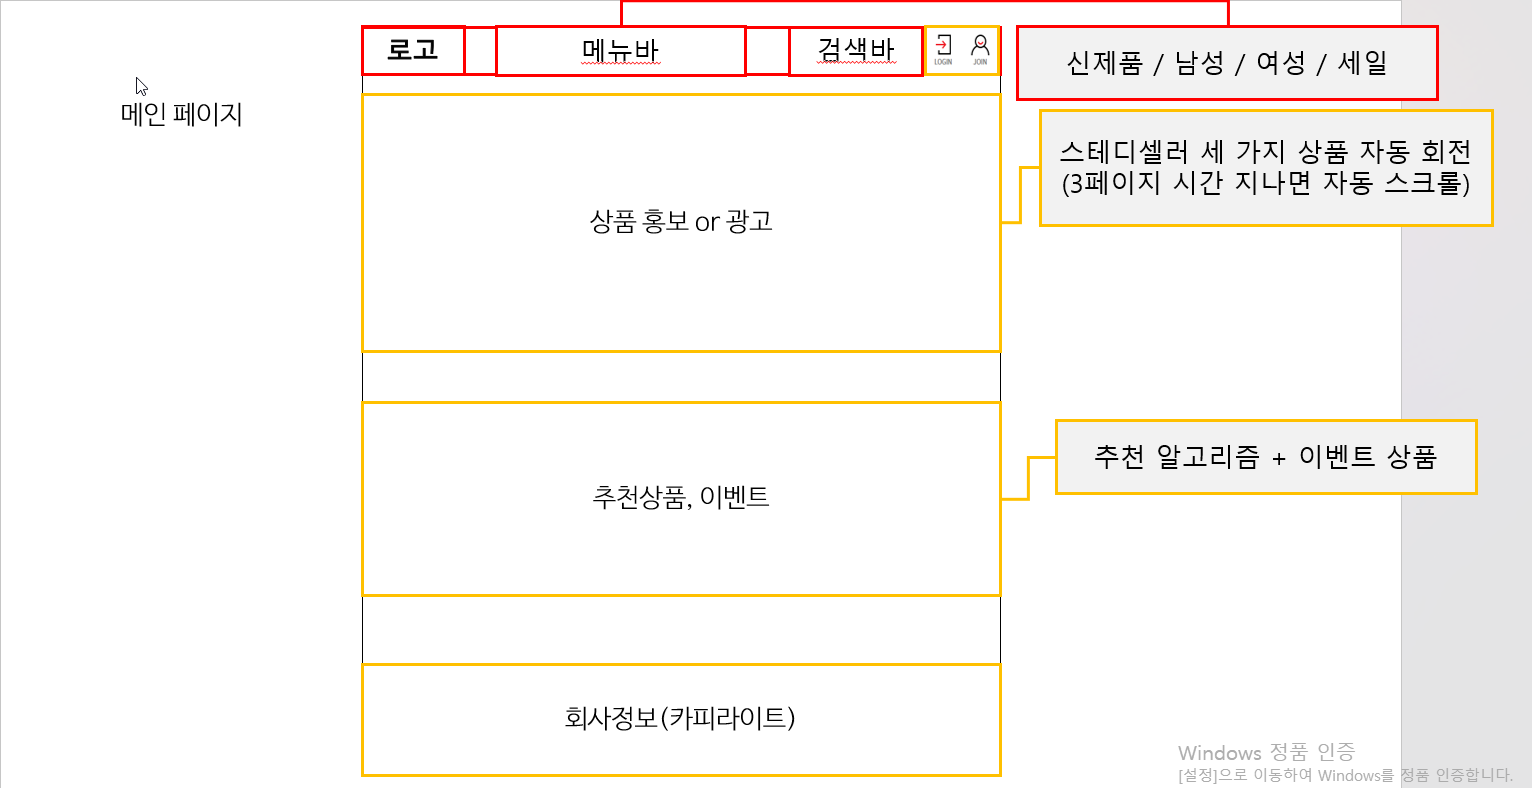 로고
메뉴바
검색바
LOGIN
JOIN
신제품 / 남성 / 여성 / 세일
메인 페이지
스테디셀러 세 가지 상품 자동 회전
(3페이지 시간 지나면 자동 스크롤)
상품 홍보 or 광고
추천 알고리즘 + 이벤트 상품
추천상품, 이벤트
회사정보(카피라이트)
Windows 정품 인증
[설정]으로 이동하여 Windows를 정품 인증합니다.